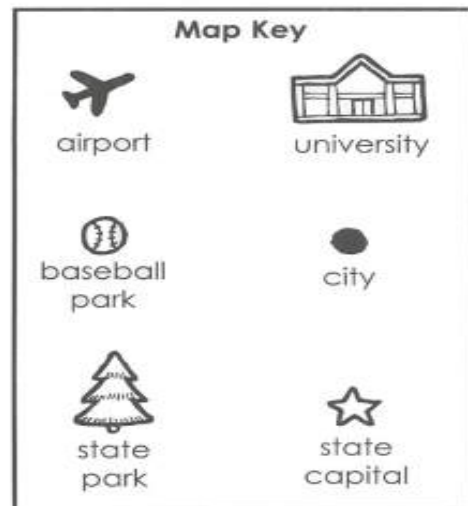 Map Key
airport
university
baseball
park
city
state
park
state
capital